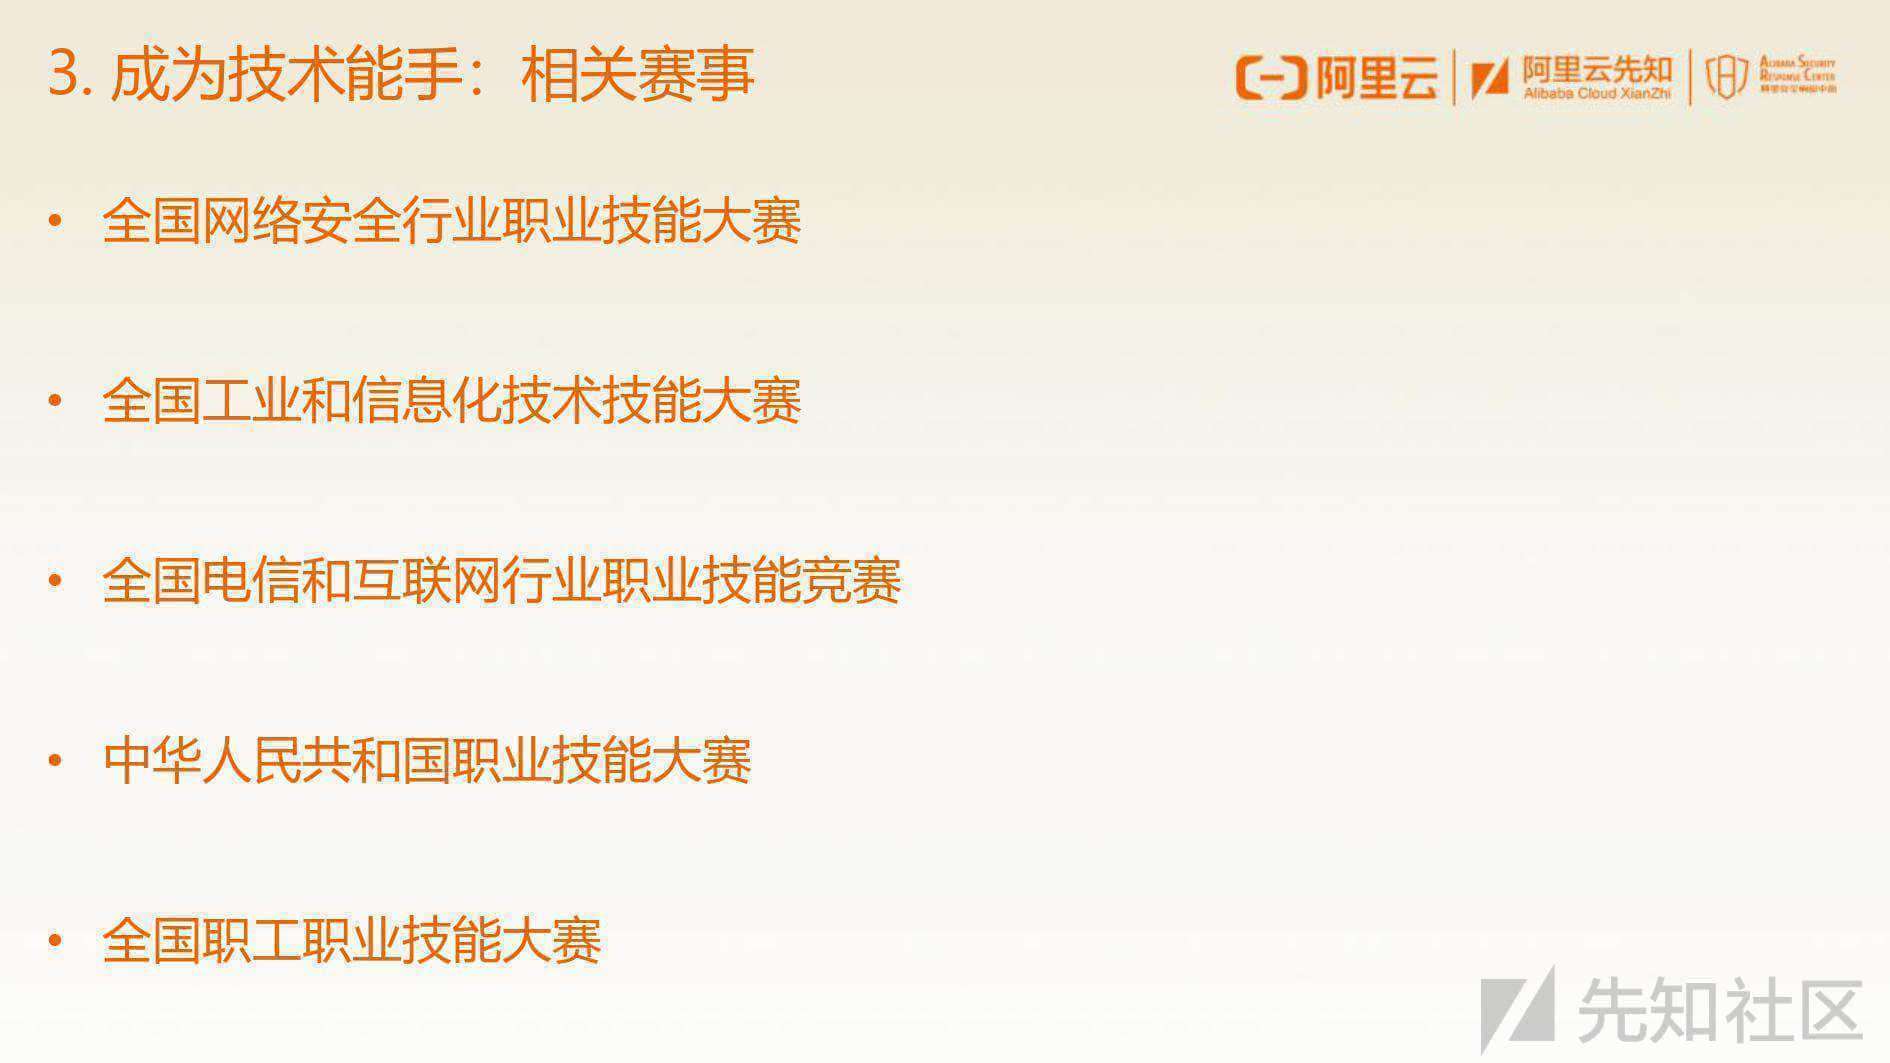 3. 成为技术能手：相关赛事
阿里云
阿里云先知
Alibaba Cloud XianZhi
ALIBABA SECURITY
RESPONSE CENTER
• 全国网络安全行业职业技能大赛
• 全国工业和信息化技术技能大赛
• 全国电信和互联网行业职业技能竞赛
• 中华人民共和国职业技能大赛
• 全国职工职业技能大赛
先知社区